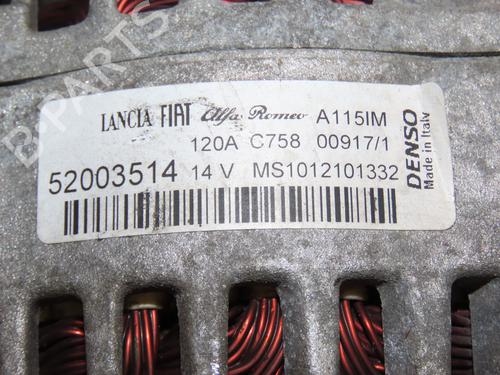 LANCIA FIAT Alfa Romeo A115IM
120A C758 00917/1
52003514 14 V MS1012101332
DENSO
Made in Italy
B-PARTS